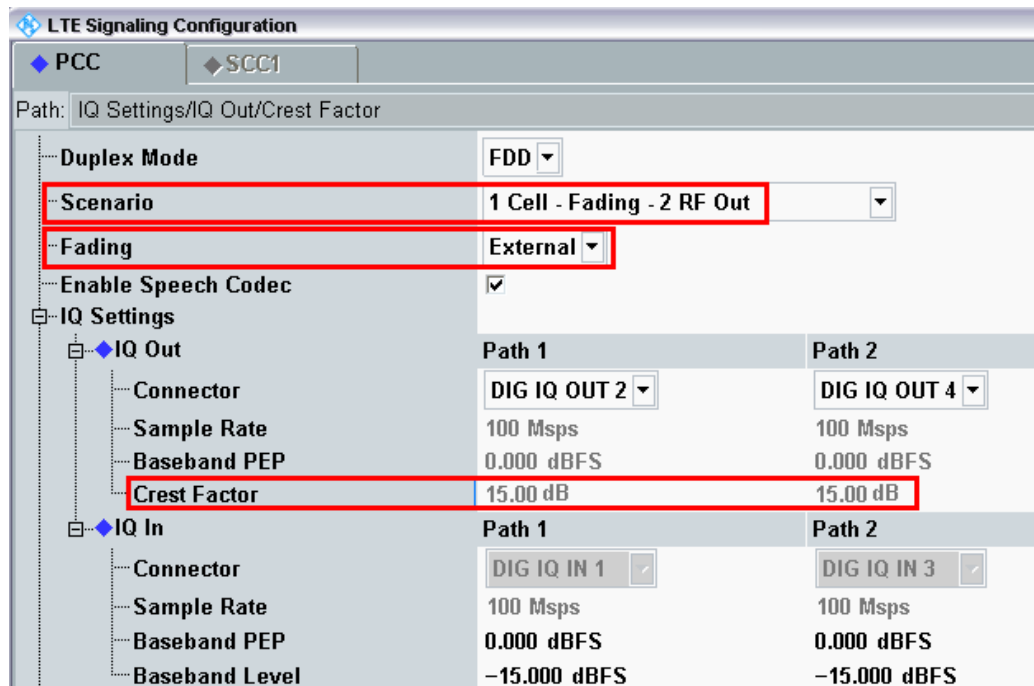 LTE Signaling Configuration
PCC SCC1
Path: IQ Settings/IQ Out/Crest Factor
Duplex Mode FDD
Scenario 1 Cell - Fading - 2 RF Out
Fading External
Enable Speech Codec
IQ Settings
IQ Out Path 1 Path 2
Connector DIG IQ OUT 2 DIG IQ OUT 4
Sample Rate 100 Msps 100 Msps
Baseband PEP 0.000 dBFS 0.000 dBFS
Crest Factor 15.00 dB 15.00 dB
IQ In Path 1 Path 2
Connector DIG IQ IN 1 DIG IQ IN 3
Sample Rate 100 Msps 100 Msps
Baseband PEP 0.000 dBFS 0.000 dBFS
Baseband Level −15.000 dBFS −15.000 dBFS